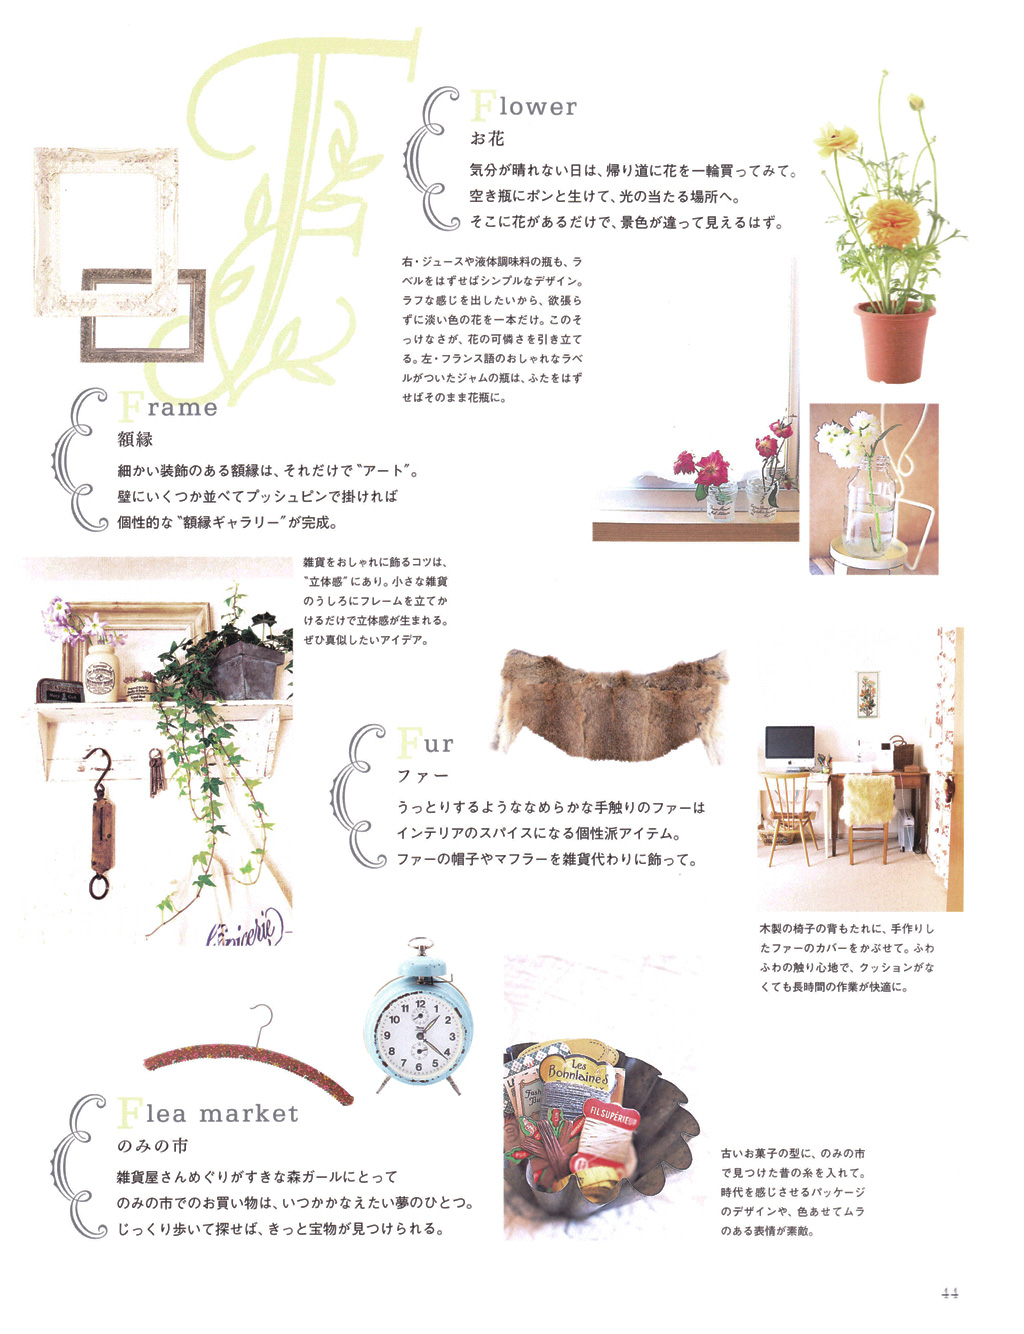 F
Flower
お花
気分が晴れない日は、帰り道に花を一輪買ってみて。
空き瓶にポンと生けて、光の当たる場所へ。
そこに花があるだけで、景色が違って見えるはず。
右・ジュースや液体調味料の瓶も、ラ
ベルをはずせばシンプルなデザイン。
ラフな感じを出したいから、欲張ら
ずに淡い色の花を一本だけ。このそ
っけなさが、花の可憐さを引き立て
る。左・フランス語のおしゃれなラベ
ルがついたジャムの瓶は、ふたをはず
せばそのまま花瓶に。
Frame
額縁
細かい装飾のある額縁は、それだけで“アート”。
壁にいくつか並べてプッシュピンで掛ければ
個性的な“額縁ギャラリー”が完成。
雑貨をおしゃれに飾るコツは、
“立体感”にあり。小さな雑貨
のうしろにフレームを立てか
けるだけで立体感が生まれる。
ぜひ真似したいアイデア。
Fur
ファー
うっとりするようななめらかな手触りのファーは
インテリアのスパイスになる個性派アイテム。
ファーの帽子やマフラーを雑貨代わりに飾って。
木製の椅子の背もたれに、手作りし
たファーのカバーをかぶせて。ふわ
ふわの触り心地で、クッションがな
くても長時間の作業が快適に。
12
1
2
3
4
5
6
7
8
9
10
11
Flea market
のみの市
雑貨屋さんめぐりがすきな森ガールにとって
のみの市でのお買い物は、いつかかなえたい夢のひとつ。
じっくり歩いて探せば、きっと宝物が見つけられる。
Les
Bonnlaines
FIL SUPÉRIEUR
古いお菓子の型に、のみの市
で見つけた昔の糸を入れて。
時代を感じさせるパッケージ
のデザインや、色あせてムラ
のある表情が素敵。
44